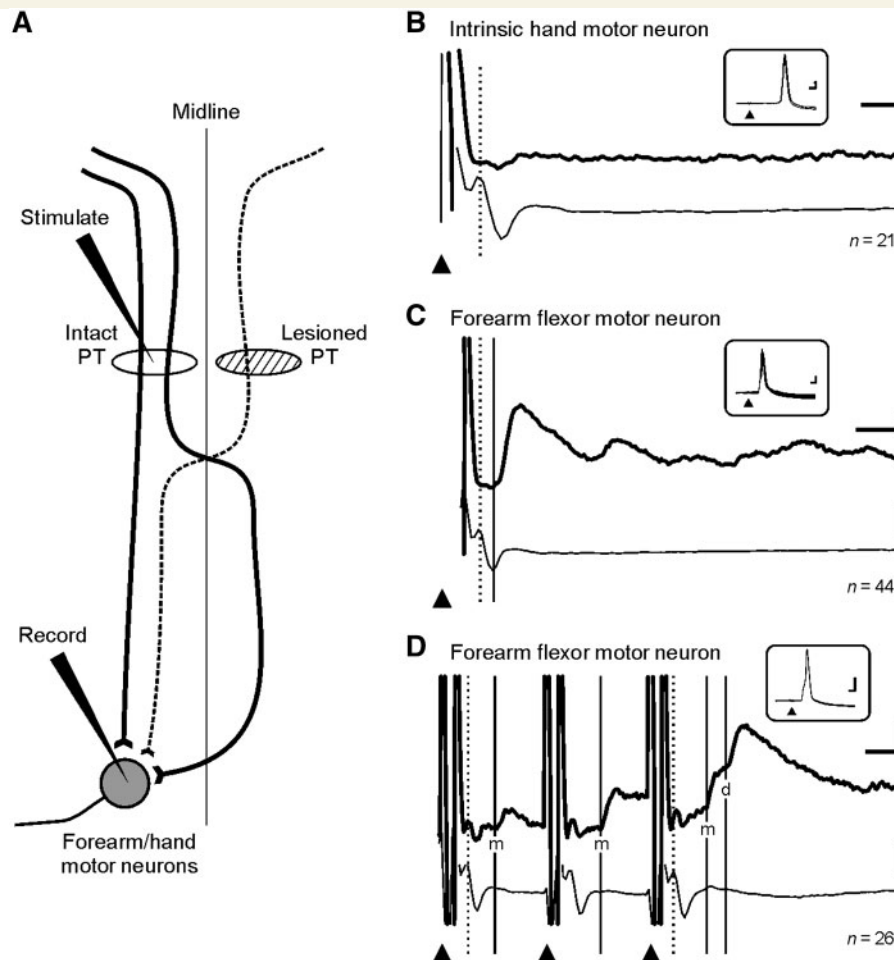 A
Midline
Stimulate
Intact
PT
Lesioned
PT
Record
Forearm/hand
motor neurons
B
Intrinsic hand motor neuron
n = 21
C
Forearm flexor motor neuron
n = 44
D
Forearm flexor motor neuron
m
m
m
d
n = 26